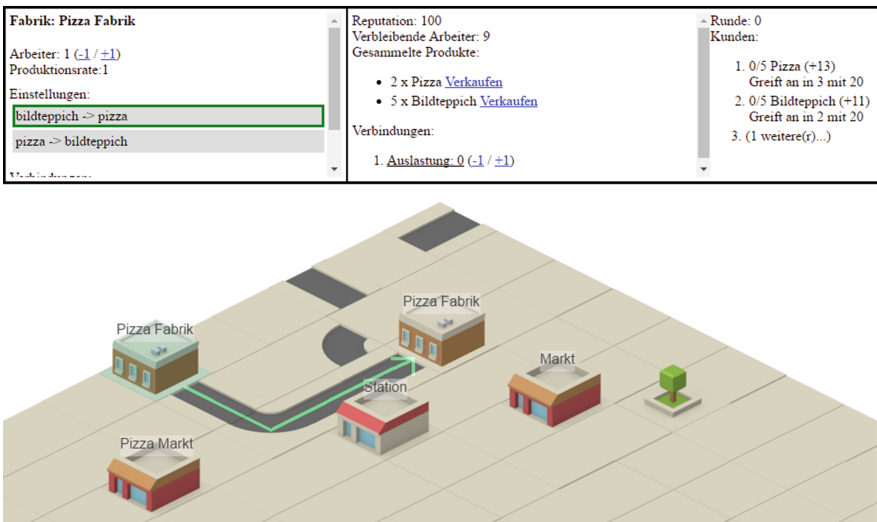 Fabrik: Pizza Fabrik
Arbeiter: 1 (-1 / +1)
Produktionsrate:1
Einstellungen:
bildteppich -> pizza
pizza -> bildteppich
Verbindungen:
Reputation: 100
Verbleibende Arbeiter: 9
Gesammelte Produkte:
2 x Pizza Verkaufen
5 x Bildteppich Verkaufen
Verbindungen:
1. Auslastung: 0 (-1 / +1)
Runde: 0
Kunden:
1. 0/5 Pizza (+13)
Greift an in 3 mit 20
2. 0/5 Bildteppich (+11)
Greift an in 2 mit 20
3. (1 weitere(r)...)
Pizza Fabrik
Pizza Fabrik
Markt
Station
Pizza Markt